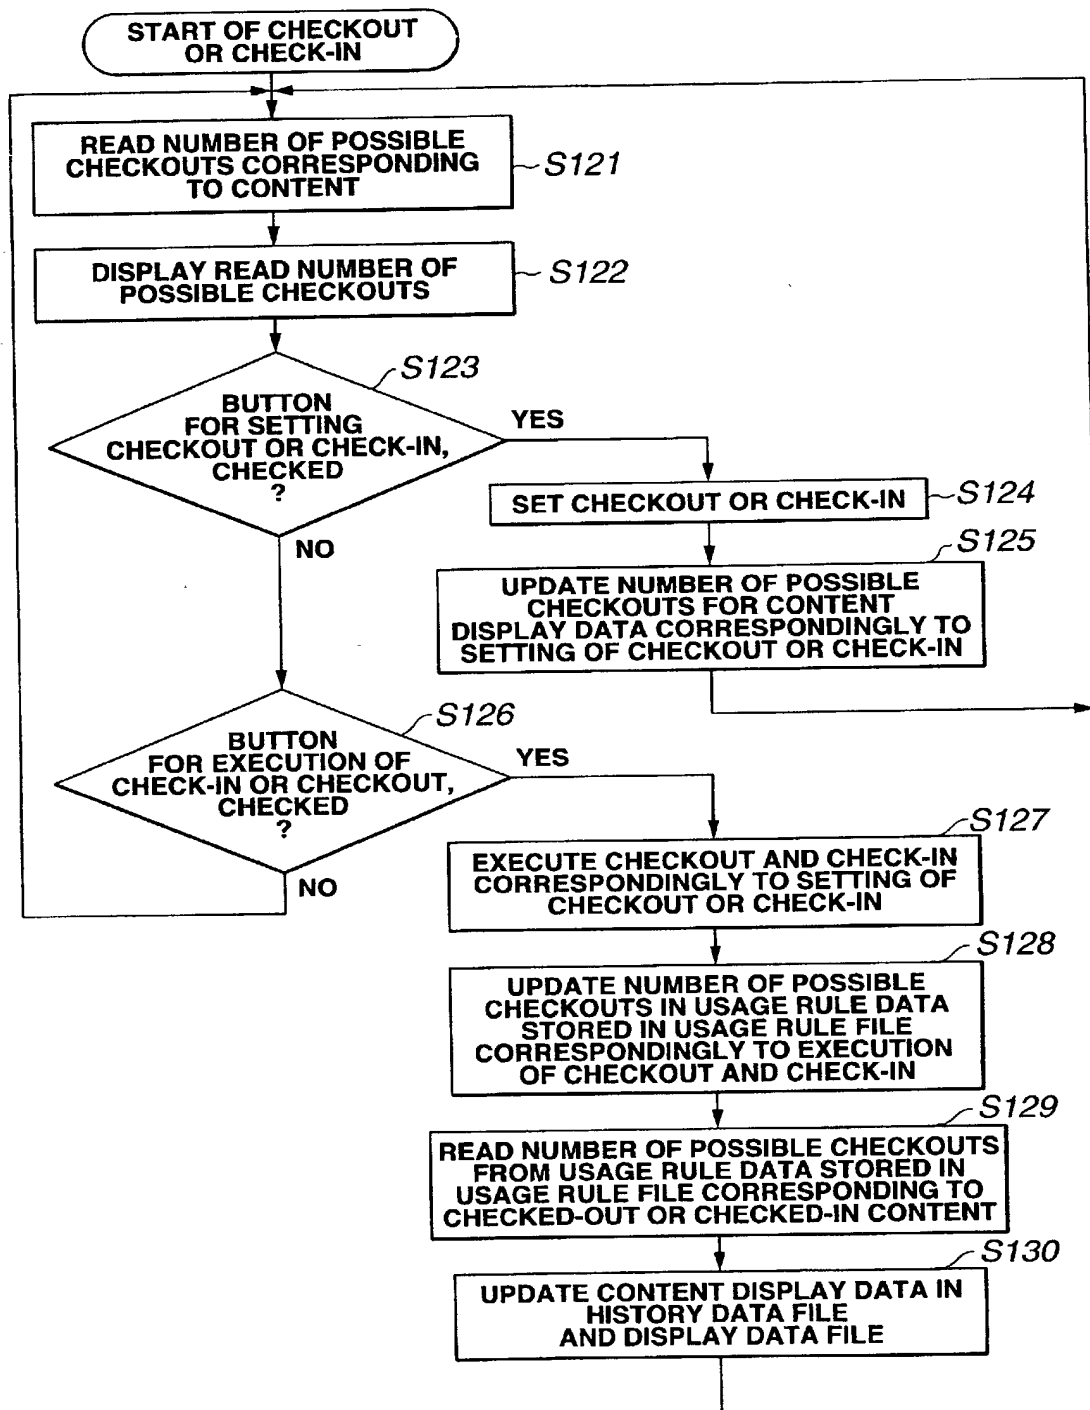 START OF CHECKOUT
OR CHECK-IN
READ NUMBER OF POSSIBLE
CHECKOUTS CORRESPONDING
TO CONTENT
S121
DISPLAY READ NUMBER OF
POSSIBLE CHECKOUTS
S122
S123
BUTTON
FOR SETTING
CHECKOUT OR CHECK-IN,
CHECKED
?
YES
NO
SET CHECKOUT OR CHECK-IN
S124
S125
UPDATE NUMBER OF POSSIBLE
CHECKOUTS FOR CONTENT
DISPLAY DATA CORRESPONDINGLY TO
SETTING OF CHECKOUT OR CHECK-IN
S126
BUTTON
FOR EXECUTION OF
CHECK-IN OR CHECKOUT,
CHECKED
?
YES
NO
S127
EXECUTE CHECKOUT AND CHECK-IN
CORRESPONDINGLY TO SETTING OF
CHECKOUT OR CHECK-IN
S128
UPDATE NUMBER OF POSSIBLE
CHECKOUTS IN USAGE RULE DATA
STORED IN USAGE RULE FILE
CORRESPONDINGLY TO EXECUTION
OF CHECKOUT AND CHECK-IN
S129
READ NUMBER OF POSSIBLE CHECKOUTS
FROM USAGE RULE DATA STORED IN
USAGE RULE FILE CORRESPONDING TO
CHECKED-OUT OR CHECKED-IN CONTENT
S130
UPDATE CONTENT DISPLAY DATA IN
HISTORY DATA FILE
AND DISPLAY DATA FILE